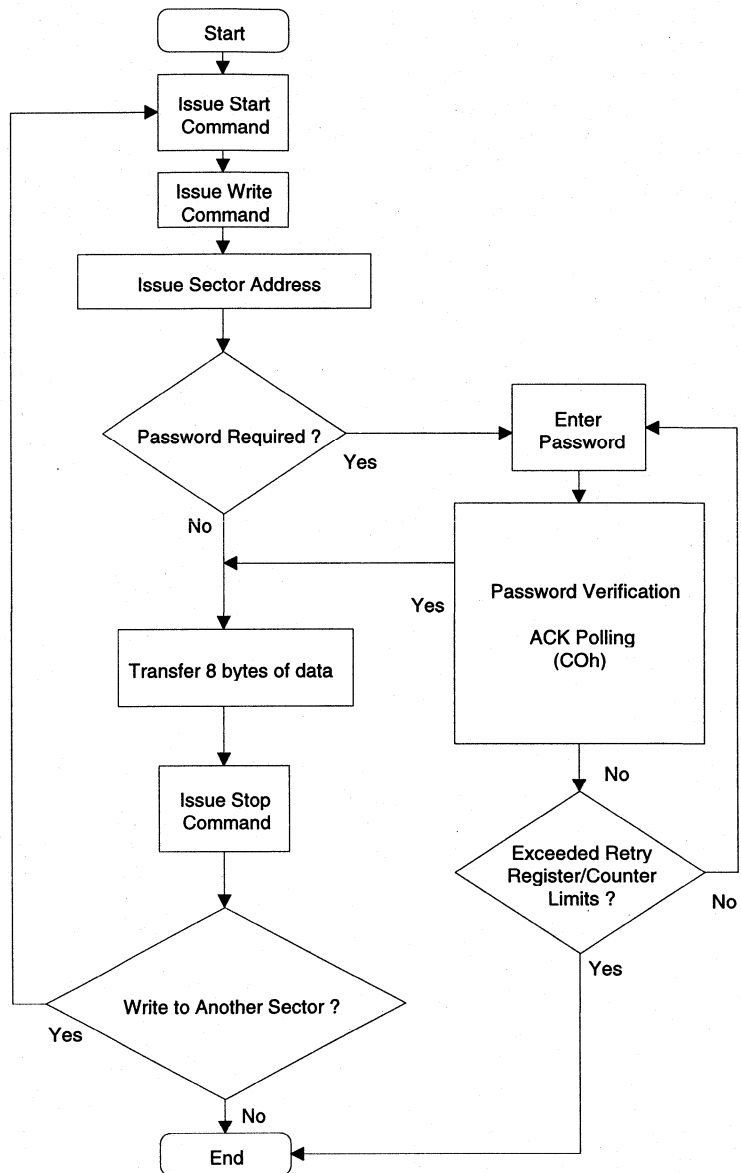 Start
Issue Start
Command
Issue Write
Command
Issue Sector Address
Password Required ?
Yes
No
Enter
Password
Password Verification
ACK Polling
(COh)
Yes
No
Transfer 8 bytes of data
Issue Stop
Command
Exceeded Retry
Register/Counter
Limits ?
No
Yes
Write to Another Sector ?
Yes
No
End